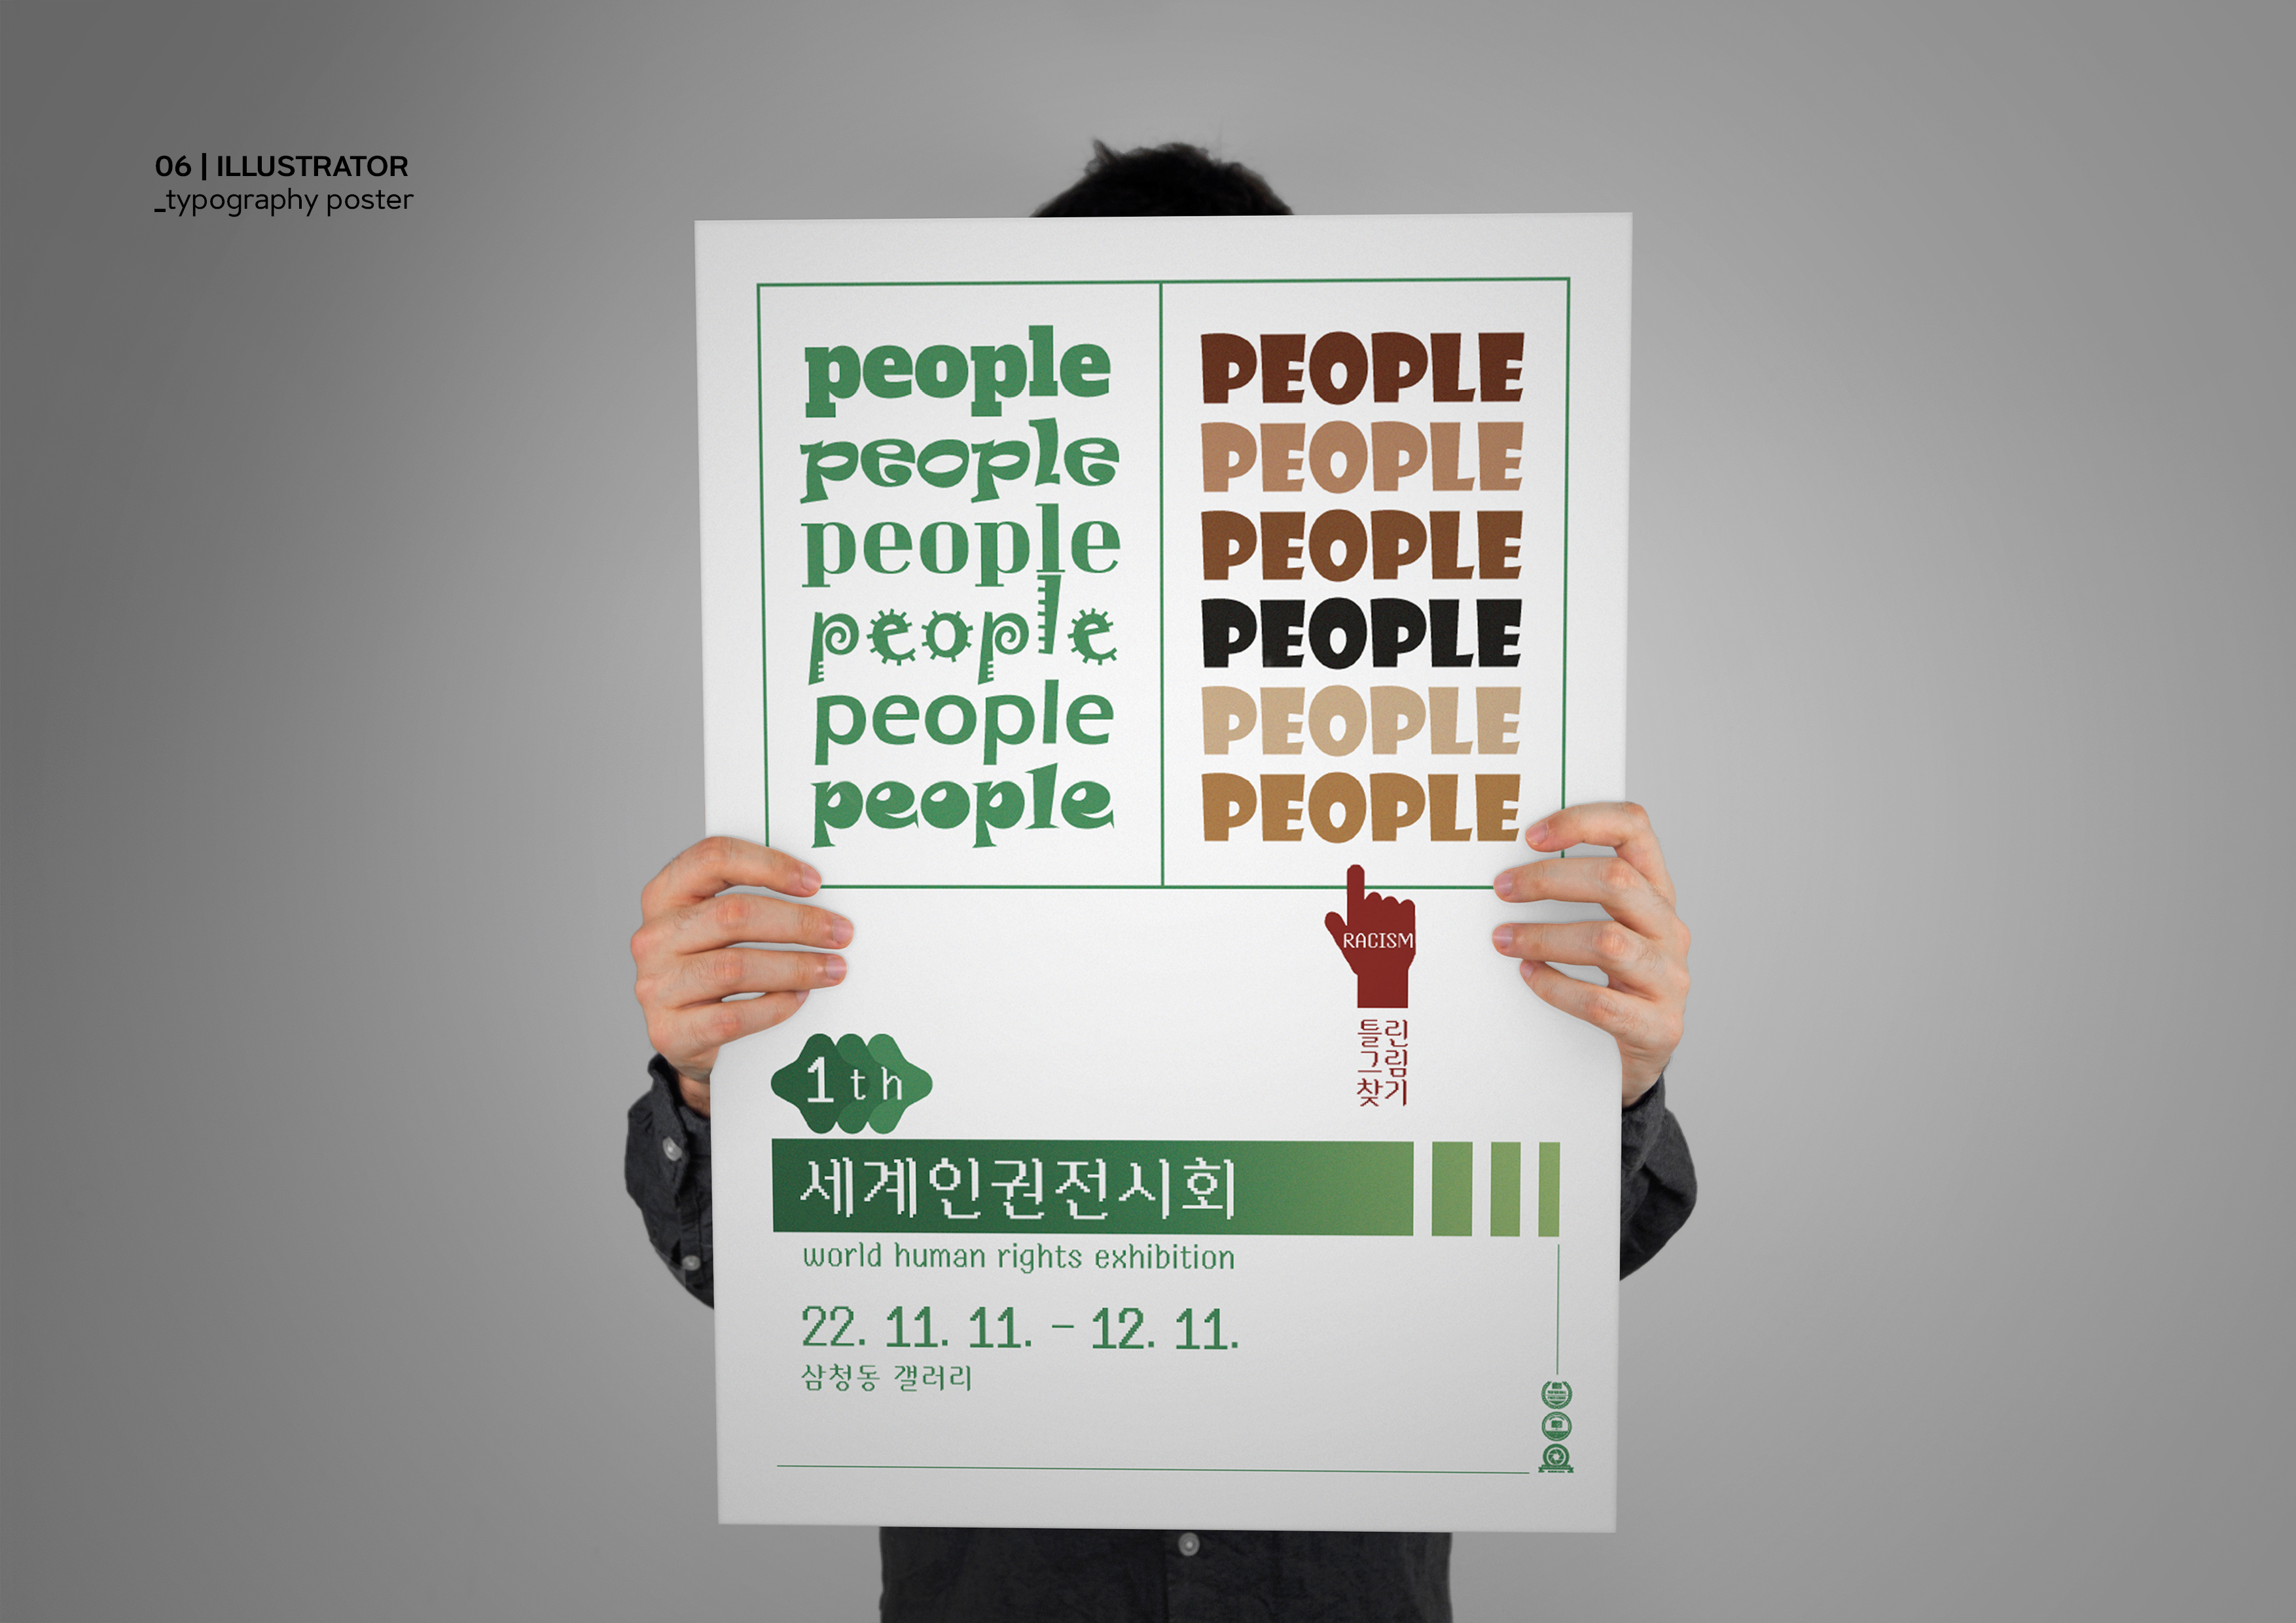 06 | ILLUSTRATOR
_typography poster
people
people
people
people
people
people
PEOPLE
PEOPLE
PEOPLE
PEOPLE
PEOPLE
PEOPLE
RACISM
틀린
그림
찾기
1th
세계인권전시회
world human rights exhibition
22. 11. 11. – 12. 11.
삼청동 갤러리